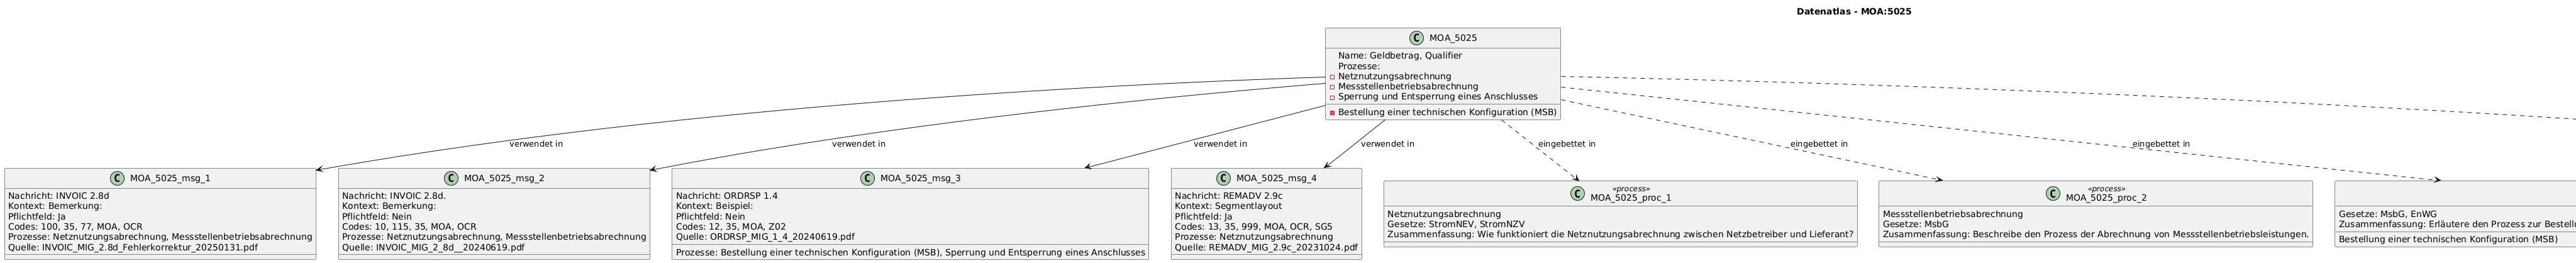 Datenatlas - MOA:5025
MOA_5025
Name: Geldbetrag, Qualifier
Prozesse:
Netznutzungsabrechnung
Messstellenbetriebsabrechnung
Sperrung und Entsperrung eines Anschlusses
Bestellung einer technischen Konfiguration (MSB)
verwendet in
verwendet in
verwendet in
verwendet in
eingebettet in
eingebettet in
eingebettet in
MOA_5025_msg_1
Nachricht: INVOIC 2.8d
Kontext: Bemerkung:
Pflichtfeld: Ja
Codes: 100, 35, 77, MOA, OCR
Prozesse: Netznutzungsabrechnung, Messstellenbetriebsabrechnung
Quelle: INVOIC_MIG_2.8d_Fehlerkorrektur_20250131.pdf
MOA_5025_msg_2
Nachricht: INVOIC 2.8d.
Kontext: Bemerkung:
Pflichtfeld: Nein
Codes: 10, 115, 35, MOA, OCR
Prozesse: Netznutzungsabrechnung, Messstellenbetriebsabrechnung
Quelle: INVOIC_MIG_2_8d__20240619.pdf
MOA_5025_msg_3
Nachricht: ORDRSP 1.4
Kontext: Beispiel:
Pflichtfeld: Nein
Codes: 12, 35, MOA, Z02
Quelle: ORDRSP_MIG_1_4_20240619.pdf
Prozesse: Bestellung einer technischen Konfiguration (MSB), Sperrung und Entsperrung eines Anschlusses
MOA_5025_msg_4
Nachricht: REMADV 2.9c
Kontext: Segmentlayout
Pflichtfeld: Ja
Codes: 13, 35, 999, MOA, OCR, SG5
Prozesse: Netznutzungsabrechnung
Quelle: REMADV_MIG_2.9c_20231024.pdf
«process»
MOA_5025_proc_1
Netznutzungsabrechnung
Gesetze: StromNEV, StromNZV
Zusammenfassung: Wie funktioniert die Netznutzungsabrechnung zwischen Netzbetreiber und Lieferant?
«process»
MOA_5025_proc_2
Messstellenbetriebsabrechnung
Gesetze: MsbG
Zusammenfassung: Beschreibe den Prozess der Abrechnung von Messstellenbetriebsleistungen.
Gesetze: MsbG, EnWG
Zusammenfassung: Erläutere den Prozess zur Bestell
Bestellung einer technischen Konfiguration (MSB)